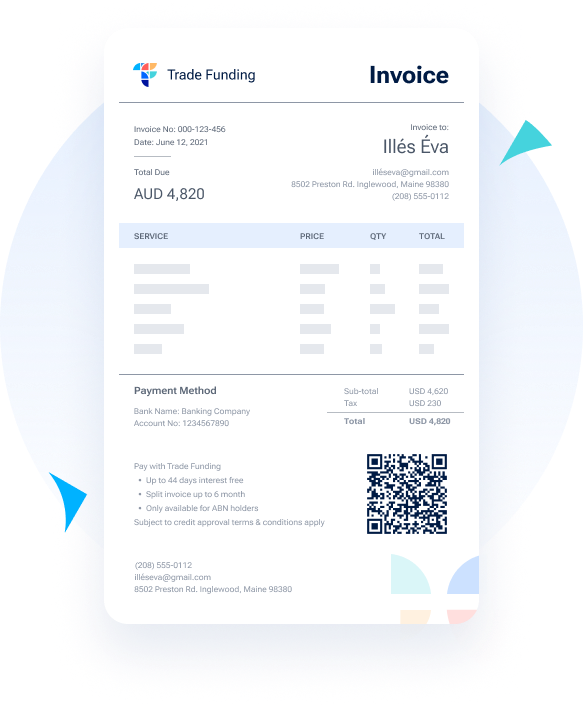 Trade Funding
Invoice
Invoice No: 000-123-456
Date: June 12, 2021
Total Due
AUD 4,820
Invoice to:
Illés Éva
illéseva@gmail.com
8502 Preston Rd. Inglewood, Maine 98380
(208) 555-0112
SERVICE PRICE QTY TOTAL
Payment Method
Bank Name: Banking Company
Account No: 1234567890
Sub-total USD 4,620
Tax USD 230
Total USD 4,820
Pay with Trade Funding
• Up to 44 days interest free
• Split invoice up to 6 month
• Only available for ABN holders
Subject to credit approval terms & conditions apply
(208) 555-0112
illéseva@gmail.com
8502 Preston Rd. Inglewood, Maine 98380